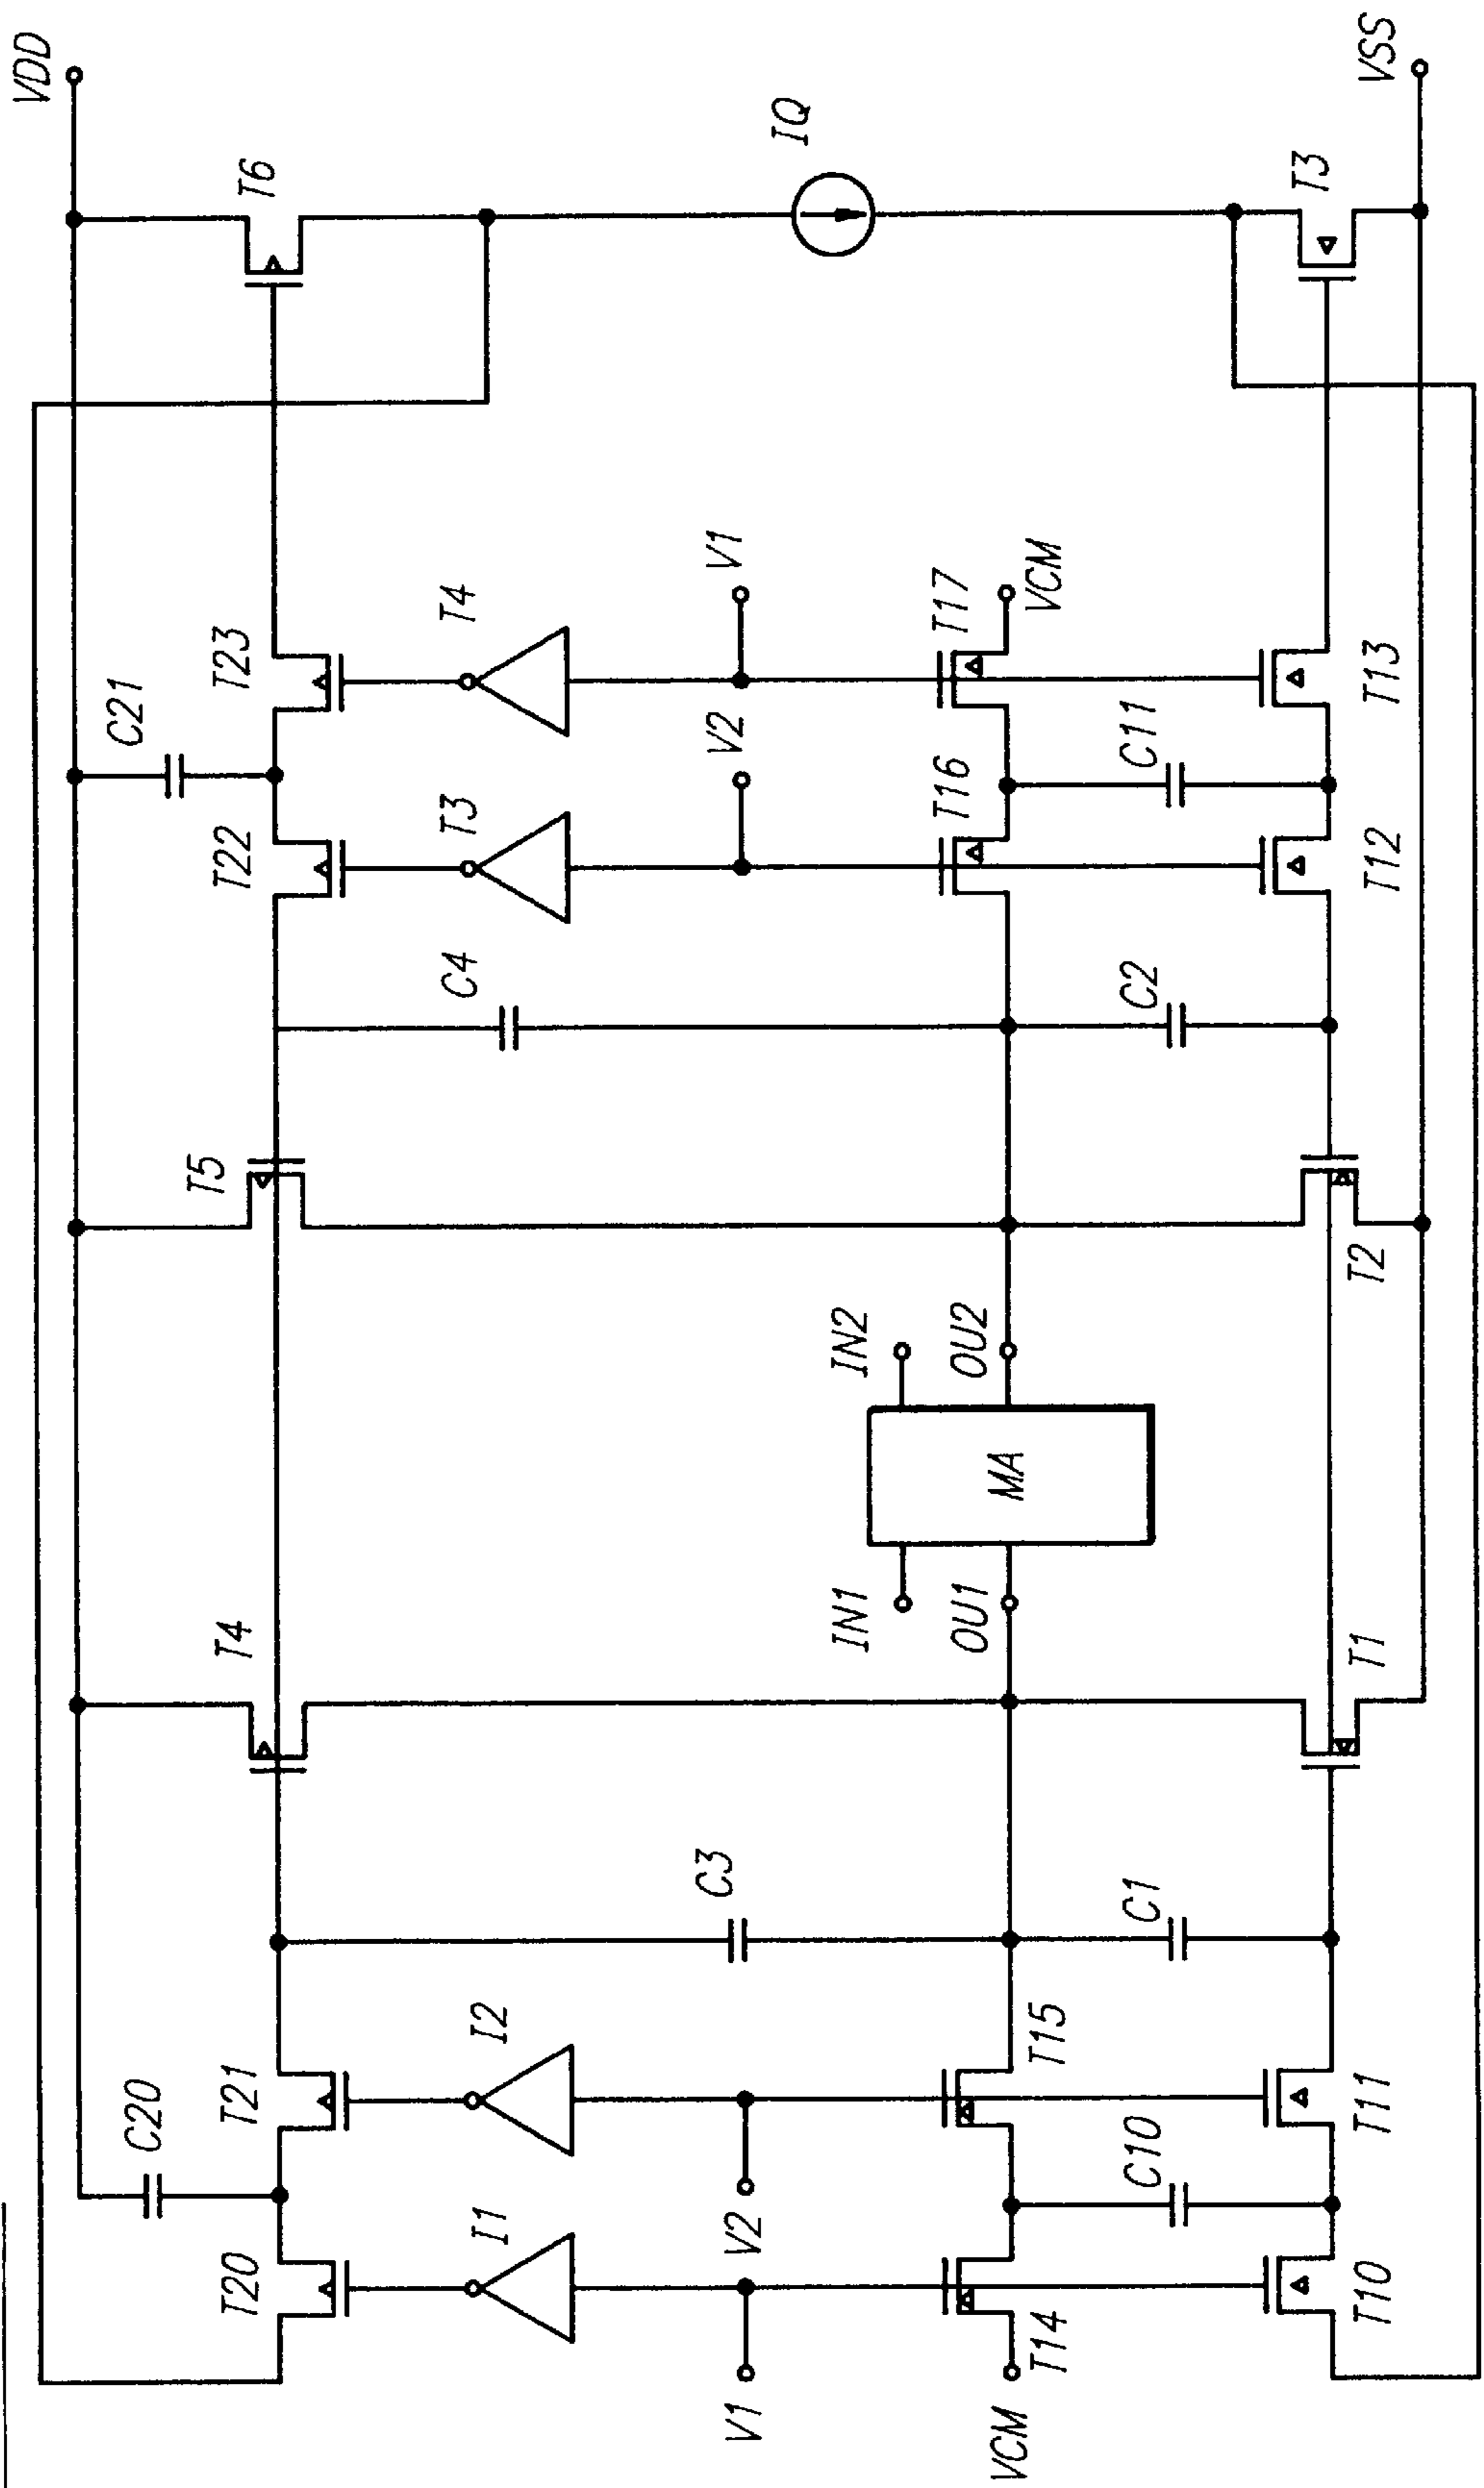 VDD
T6
IQ
T3
VSS
C21
T23
T4
V1
T17
VCM
T13
T22
T3
V2
T16
C11
T12
C4
C2
T5
T2
IN2
OU2
MA
IN1
OU1
T4
T1
C3
C1
C20
T21
I2
V2
T15
C10
T11
T20
I1
V1
T14
VCM
T10